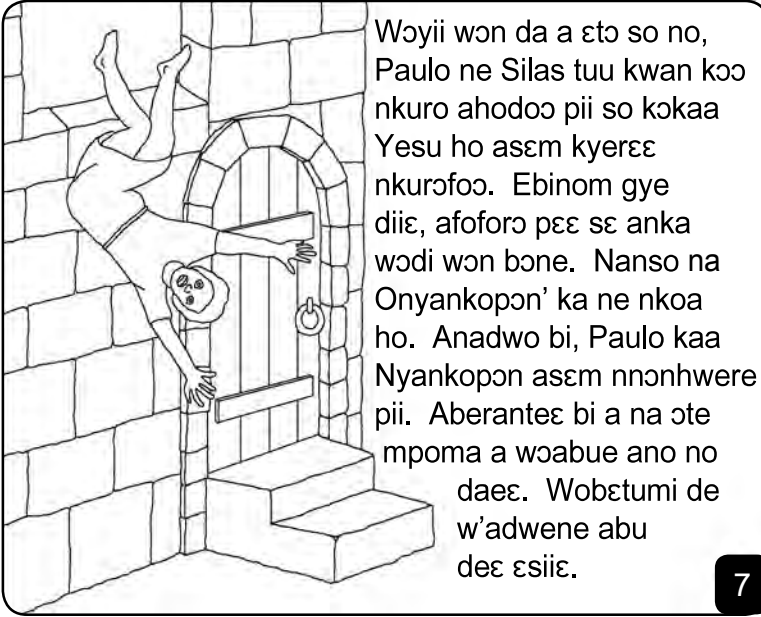 Wɔyii wɔn da a ɛtɔ so no,
Paulo ne Silas tuu kwan kɔɔ
nkuro ahodoɔ pii so kɔkaa
Yesu ho asɛm kyerɛɛ
nkurɔfoɔ.  Ebinom gye
diiɛ, afoforɔ pɛɛ sɛ anka
wɔdi wɔn bɔne.  Nanso na
Onyankopɔn' ka ne nkoa
ho.  Anadwo bi, Paulo kaa
Nyankopɔn asɛm nnɔnhwere
pii.  Aberanteɛ bi a na ɔte
mpoma a wɔabue ano no
daeɛ.  Wobɛtumi de
w'adwene abu
deɛ ɛsiiɛ.
7